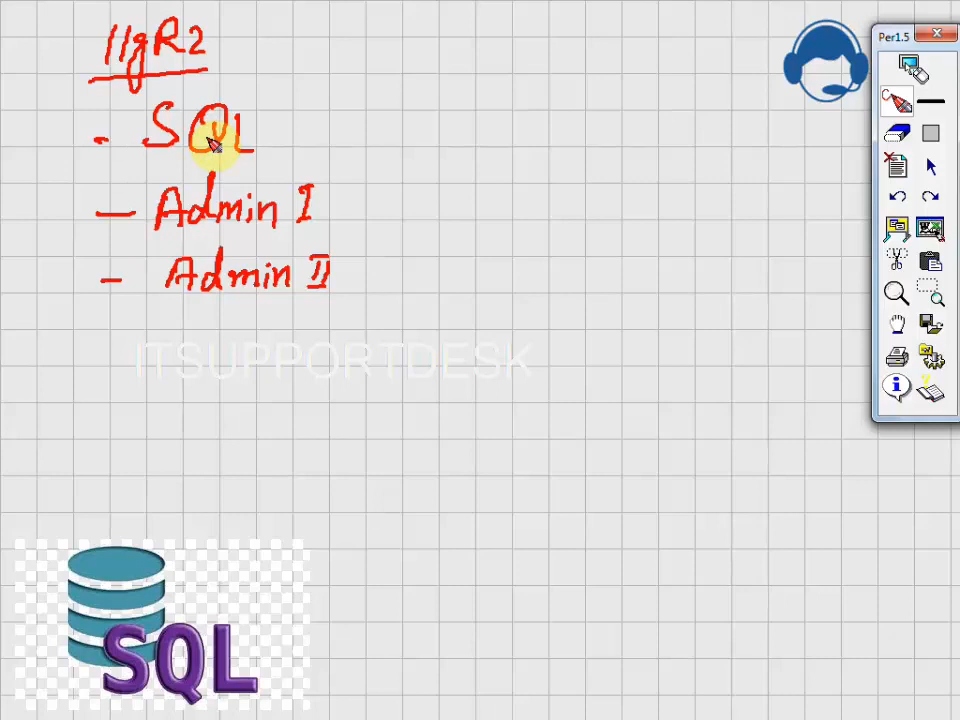 11gR2
- SQL
- Admin I
- Admin II
ITSUPPORTDESK
SQL
Per1.5